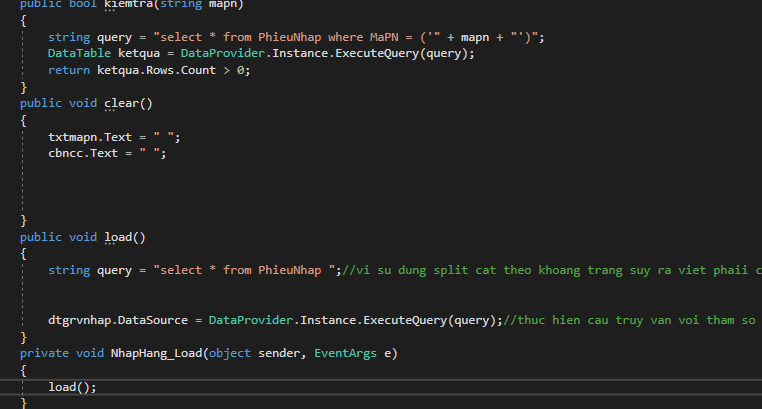 public bool kiemtra(string mapn)
{
string query = "select * from PhieuNhap where MaPN = ('" + mapn + "')";
DataTable ketqua = DataProvider.Instance.ExecuteQuery(query);
return ketqua.Rows.Count > 0;
}
public void clear()
{
txtmapn.Text = " ";
cbncc.Text = " ";
}
public void load()
{
string query = "select * from PhieuNhap ";//vi su dung split cat theo khoang trang suy ra viet phaii c
dtgrvnhap.DataSource = DataProvider.Instance.ExecuteQuery(query);//thuc hien cau truy van voi tham so
}
private void NhapHang_Load(object sender, EventArgs e)
{
load();
}